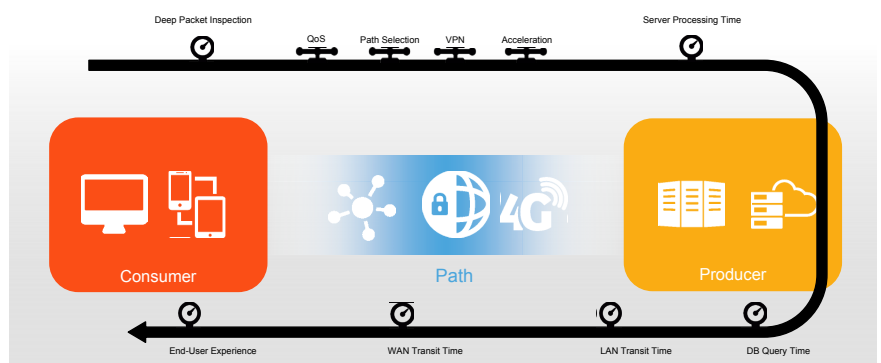 Deep Packet Inspection
Server Processing Time
QoS
Path Selection
VPN
Acceleration
4G
Consumer
Path
Producer
End-User Experience
WAN Transit Time
LAN Transit Time
DB Query Time